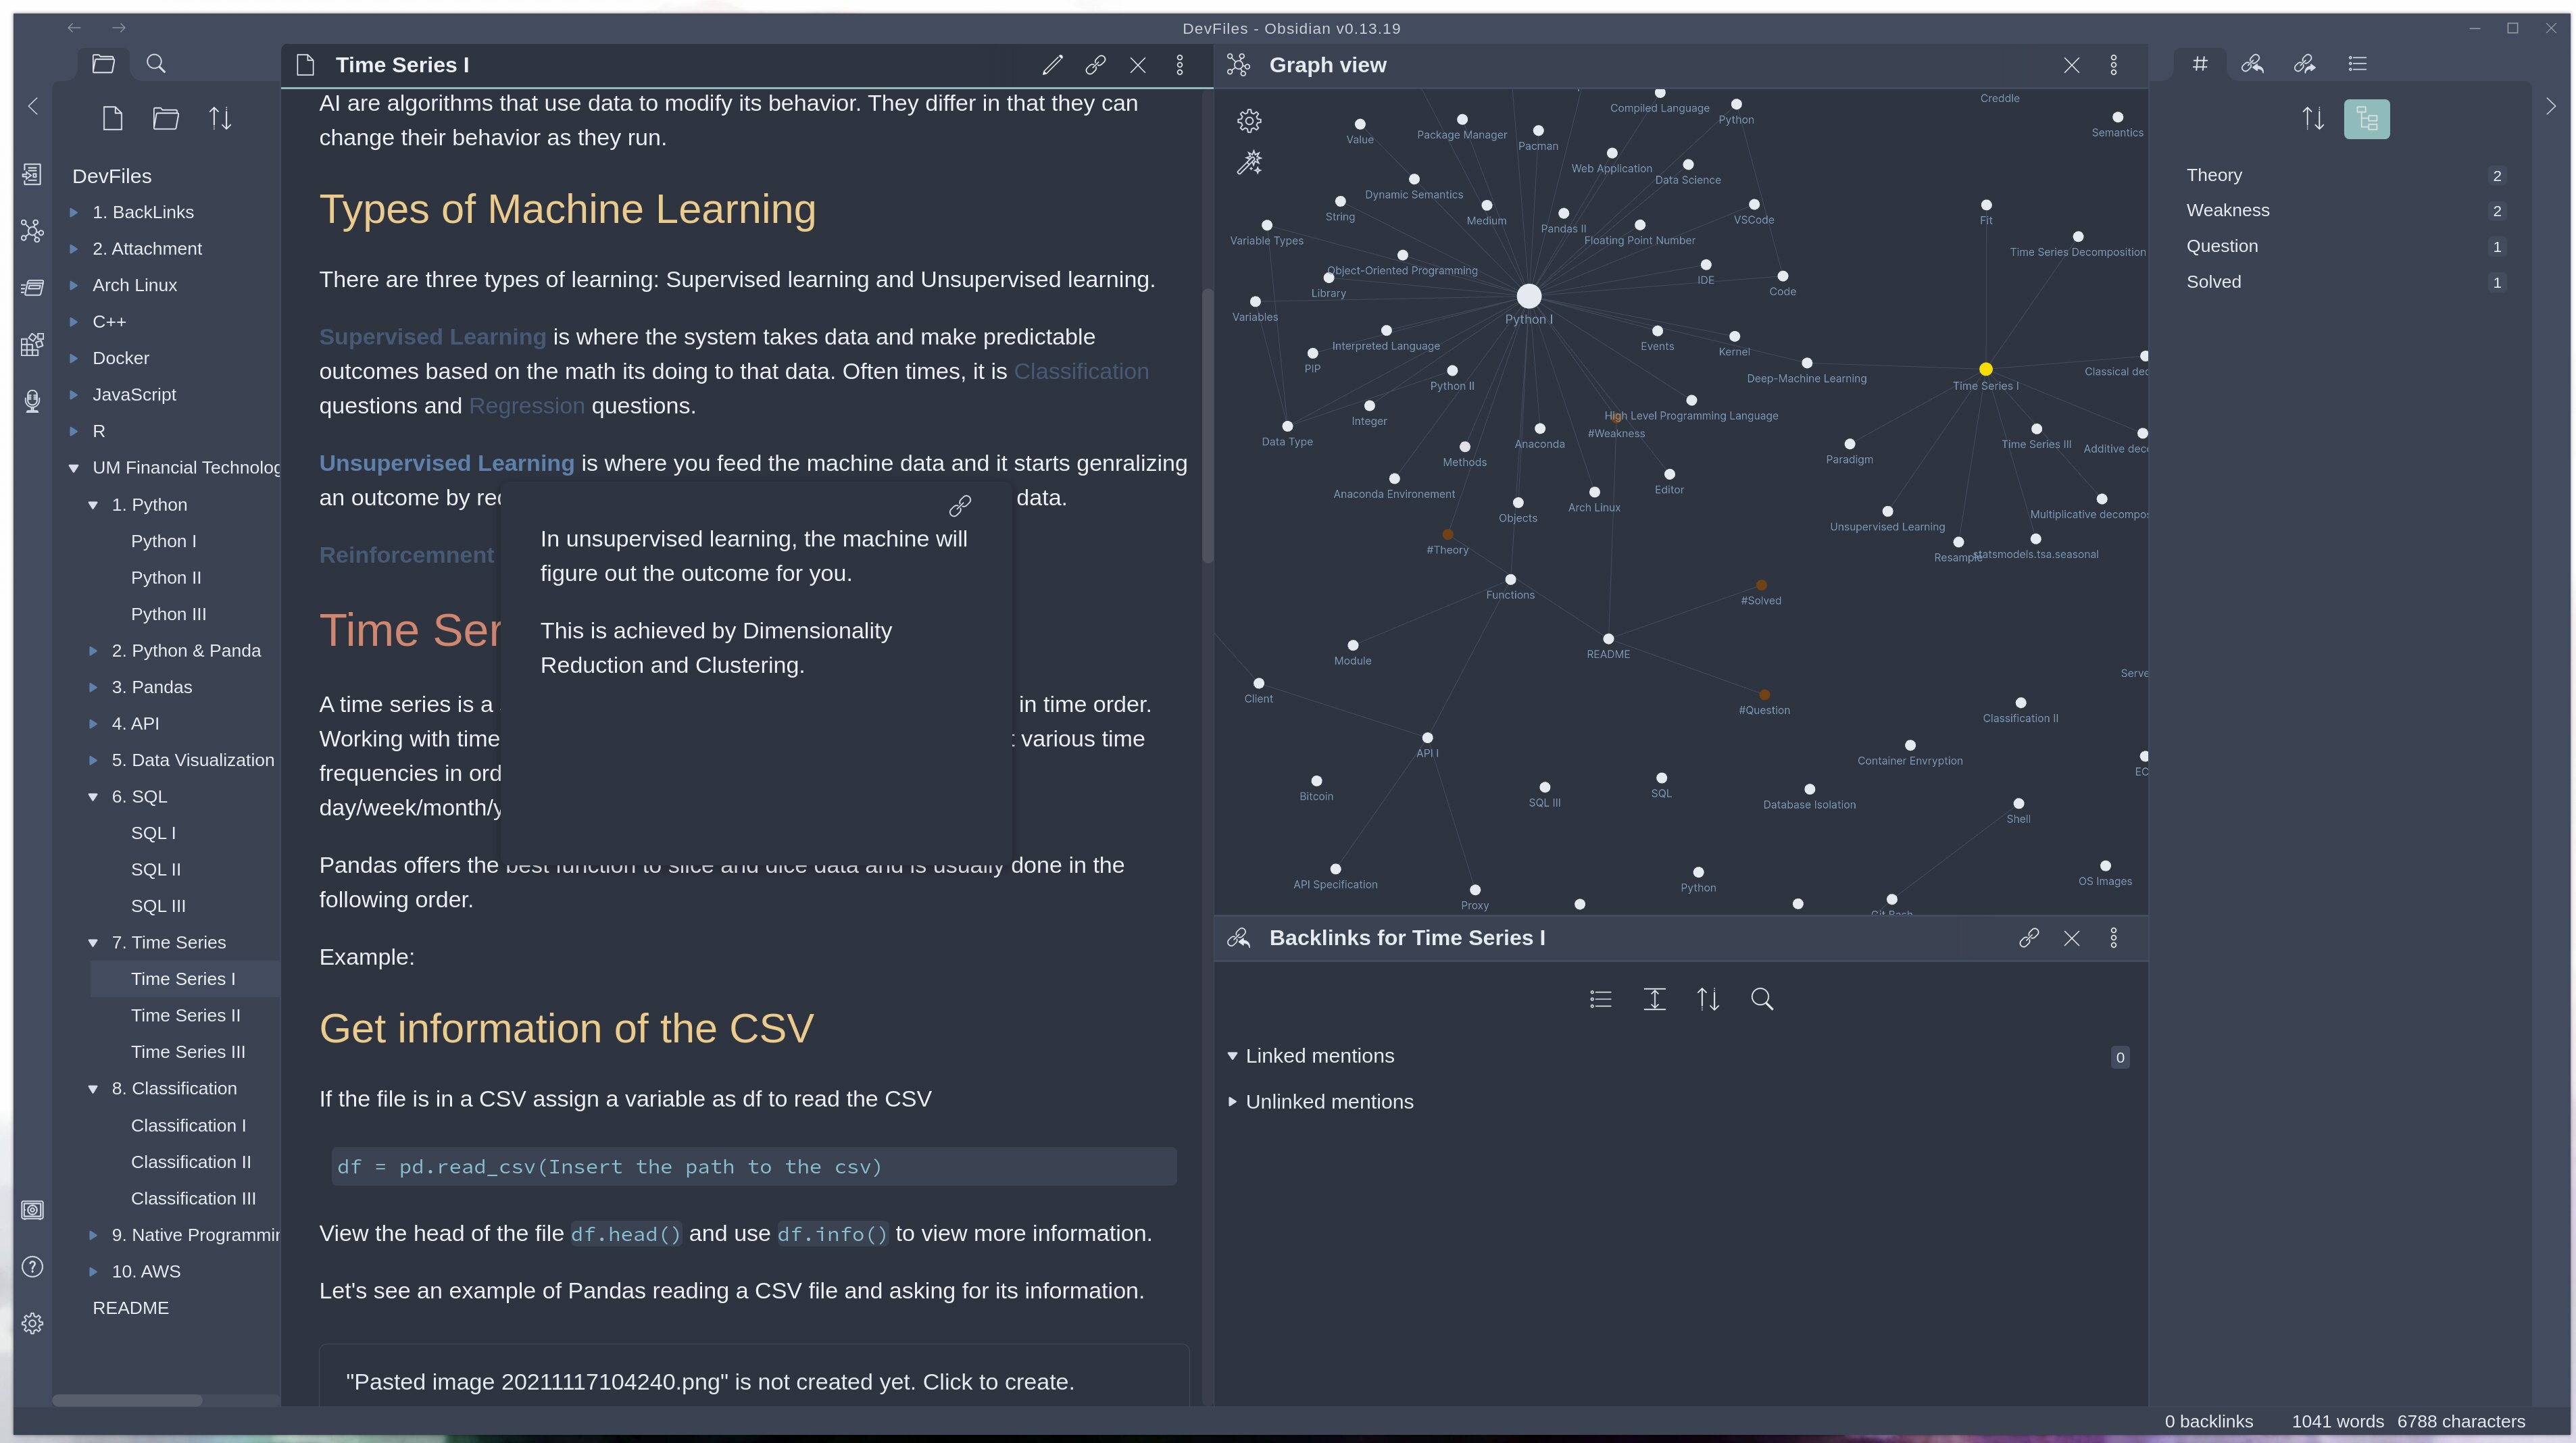 DevFiles - Obsidian v0.13.19
DevFiles
1. BackLinks
2. Attachment
Arch Linux
C++
Docker
JavaScript
R
UM Financial Technolog
1. Python
Python I
Python II
Python III
2. Python & Panda
3. Pandas
4. API
5. Data Visualization
6. SQL
SQL I
SQL II
SQL III
7. Time Series
Time Series I
Time Series II
Time Series III
8. Classification
Classification I
Classification II
Classification III
9. Native Programmin
10. AWS
README
Time Series I
AI are algorithms that use data to modify its behavior. They differ in that they can
change their behavior as they run.
Types of Machine Learning
There are three types of learning: Supervised learning and Unsupervised learning.
Supervised Learning is where the system takes data and make predictable
outcomes based on the math its doing to that data. Often times, it is Classification
questions and Regression questions.
Unsupervised Learning is where you feed the machine data and it starts genralizing
an outcome by rec data.
Reinforcemnent
In unsupervised learning, the machine will
figure out the outcome for you.
This is achieved by Dimensionality
Reduction and Clustering.
Time Ser
A time series is a in time order.
Working with time t various time
frequencies in ord
day/week/month/y
Pandas offers the best function to slice and dice data and is usually done in the
following order.
Example:
Get information of the CSV
If the file is in a CSV assign a variable as df to read the CSV
df = pd.read_csv(Insert the path to the csv)
View the head of the file df.head() and use df.info() to view more information.
Let's see an example of Pandas reading a CSV file and asking for its information.
"Pasted image 20211117104240.png" is not created yet. Click to create.
Graph view
Creddle
Compiled Language
Python
Semantics
Value
Package Manager
Pacman
Web Application
Data Science
Dynamic Semantics
String
Medium
Pandas II
VSCode
Fit
Variable Types
Floating Point Number
Time Series Decomposition
Object-Oriented Programming
IDE
Library
Code
Variables
Python I
Interpreted Language
Events
Kernel
PIP
Deep-Machine Learning
Classical dec
Python II
Time Series I
Integer
High Level Programming Language
Data Type
Anaconda
#Weakness
Time Series III
Additive deco
Methods
Paradigm
Anaconda Environement
Editor
Objects
Arch Linux
Multiplicative decompos
Unsupervised Learning
#Theory
Resample
statsmodels.tsa.seasonal
Functions
#Solved
Module
README
Serve
Client
#Question
Classification II
API I
Container Envryption
EC
Bitcoin
SQL III
SQL
Database Isolation
Shell
API Specification
Python
OS Images
Proxy
Git Bash
Backlinks for Time Series I
Linked mentions 0
Unlinked mentions
Theory 2
Weakness 2
Question 1
Solved 1
0 backlinks 1041 words 6788 characters